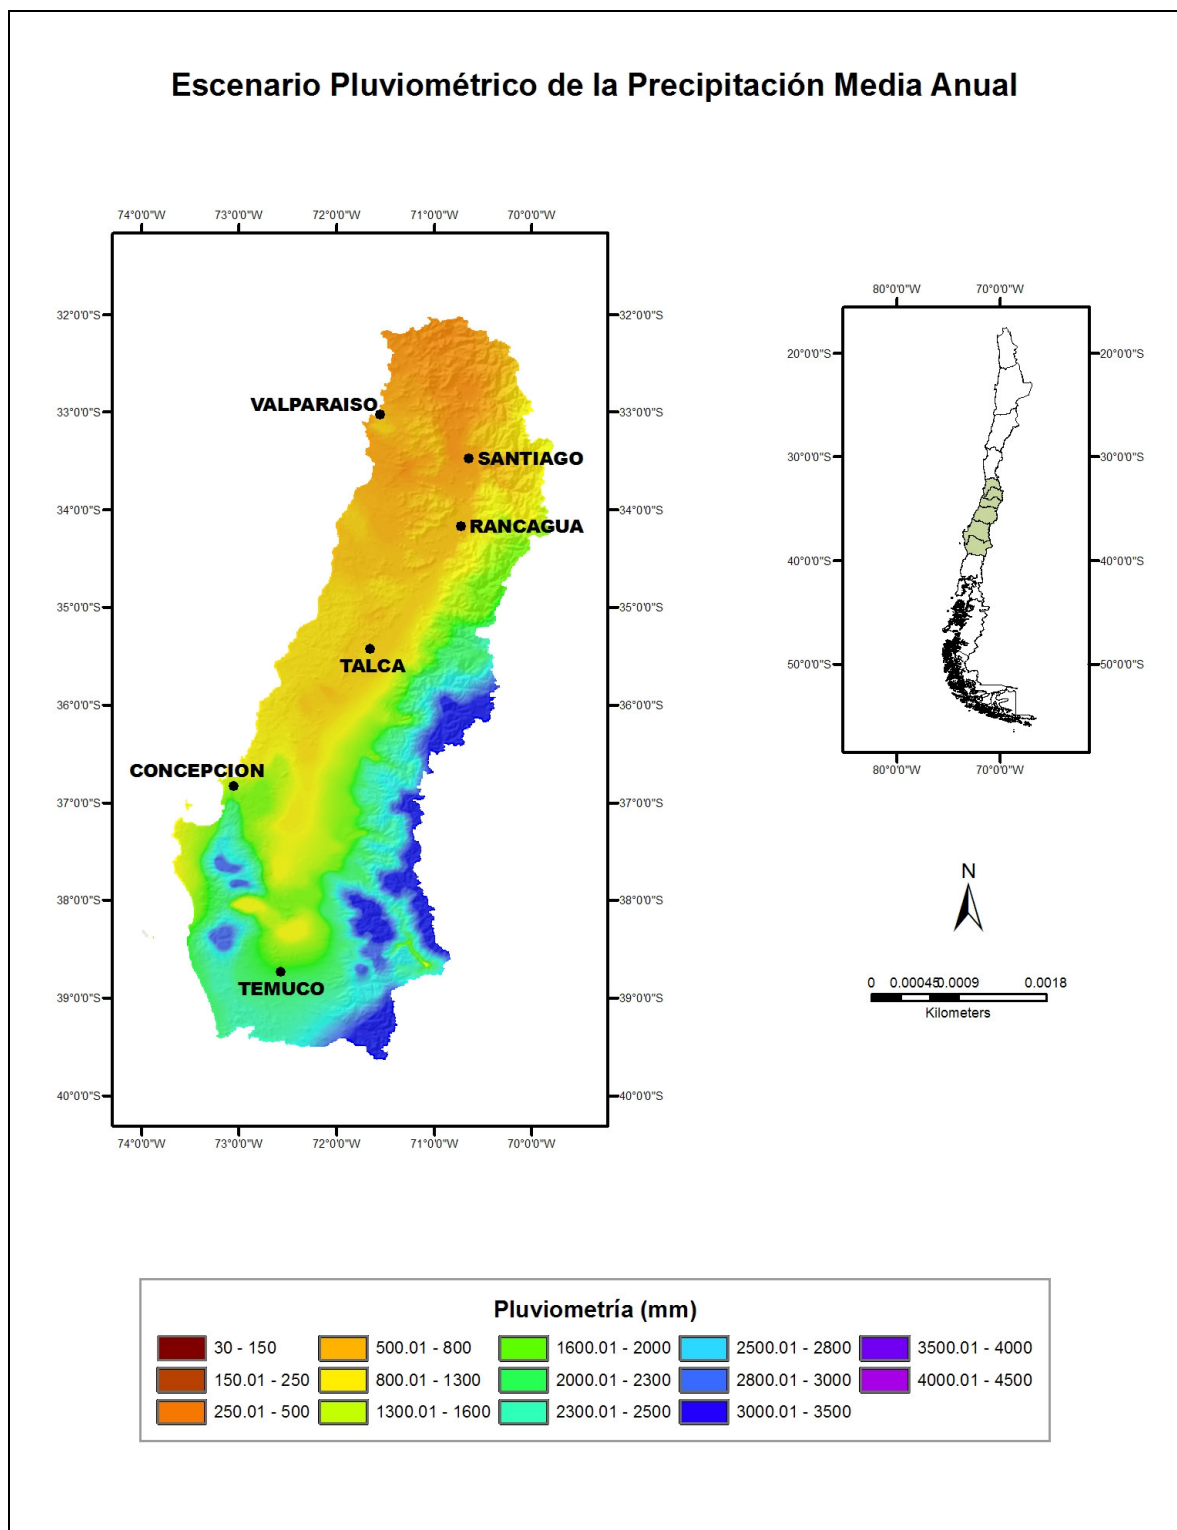 Escenario Pluviométrico de la Precipitación Media Anual
74°0'0"W 73°0'0"W 72°0'0"W 71°0'0"W 70°0'0"W
32°0'0"S 32°0'0"S
33°0'0"S 33°0'0"S
34°0'0"S 34°0'0"S
35°0'0"S 35°0'0"S
36°0'0"S 36°0'0"S
37°0'0"S 37°0'0"S
38°0'0"S 38°0'0"S
39°0'0"S 39°0'0"S
40°0'0"S 40°0'0"S
VALPARAISO
SANTIAGO
RANCAGUA
TALCA
CONCEPCION
TEMUCO
74°0'0"W 73°0'0"W 72°0'0"W 71°0'0"W 70°0'0"W
80°0'0"W 70°0'0"W
20°0'0"S 20°0'0"S
30°0'0"S 30°0'0"S
40°0'0"S 40°0'0"S
50°0'0"S 50°0'0"S
80°0'0"W 70°0'0"W
N
0 0.00045 0.0009 0.0018
Kilometers
Pluviometría (mm)
30 - 150
150.01 - 250
250.01 - 500
500.01 - 800
800.01 - 1300
1300.01 - 1600
1600.01 - 2000
2000.01 - 2300
2300.01 - 2500
2500.01 - 2800
2800.01 - 3000
3000.01 - 3500
3500.01 - 4000
4000.01 - 4500